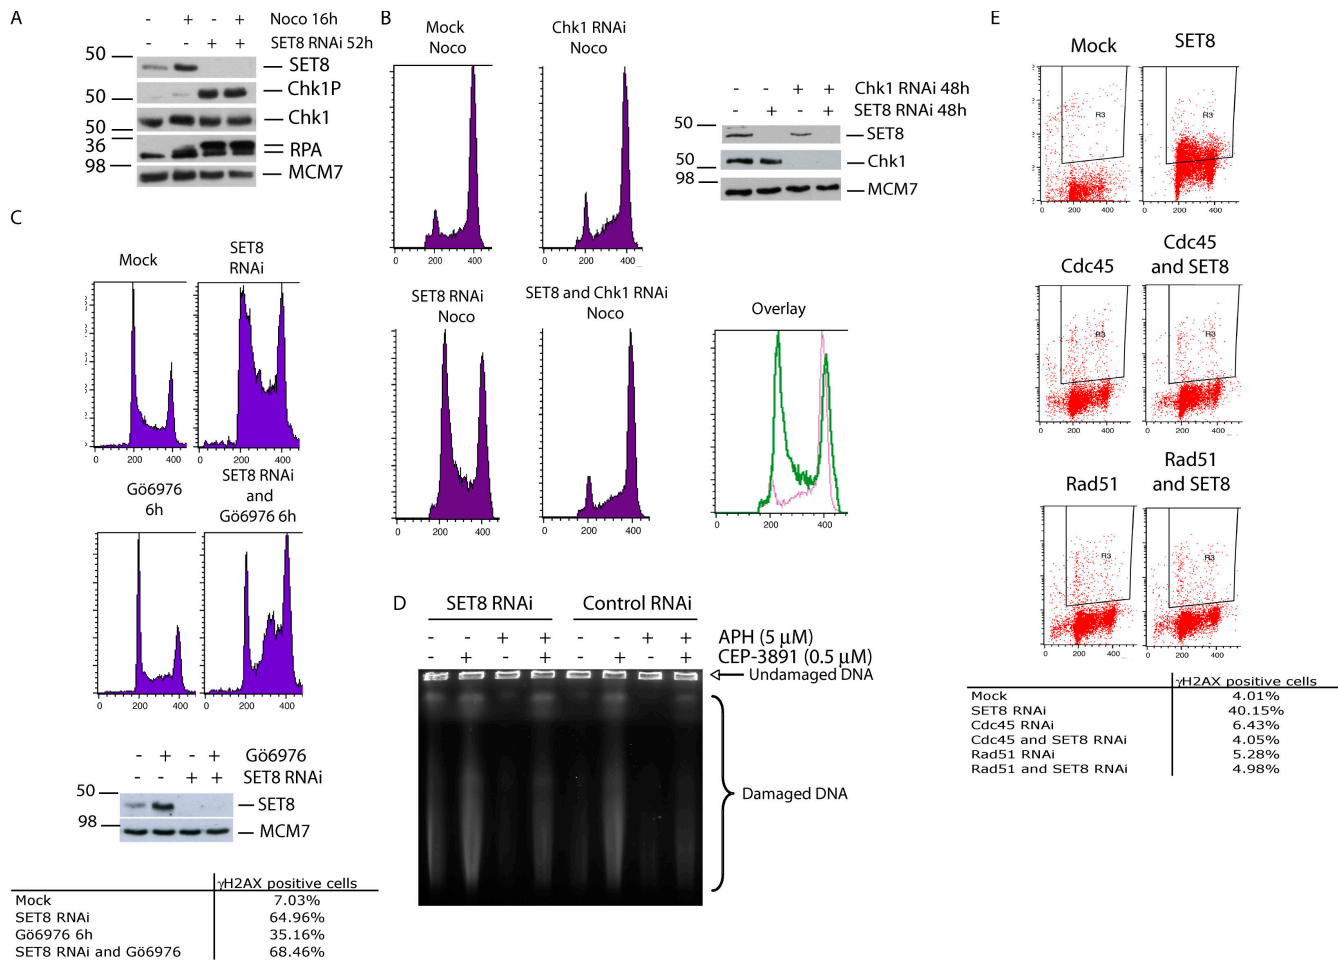 A
- + - + Noco 16h
- - + + SET8 RNAi 52h
50
SET8
50
Chk1P
50
Chk1
36
RPA
98
MCM7
B
Mock
Noco
0 200 400
Chk1 RNAi
Noco
0 200 400
SET8 RNAi
Noco
0 200 400
SET8 and Chk1 RNAi
Noco
0 200 400
Overlay
0 200 400
- - + + Chk1 RNAi 48h
- + - + SET8 RNAi 48h
50
SET8
50
Chk1
98
MCM7
C
Mock
0 200 400
SET8
RNAi
0 200 400
Gö6976
6h
0 200 400
SET8 RNAi
and
Gö6976 6h
0 200 400
- + - + Gö6976
- - + + SET8 RNAi
50
SET8
98
MCM7
γH2AX positive cells
Mock 7.03%
SET8 RNAi 64.96%
Gö6976 6h 35.16%
SET8 RNAi and Gö6976 68.46%
D
SET8 RNAi Control RNAi
- - + + - - + + APH (5 μM)
- + - + - + - + CEP-3891 (0.5 μM)
Undamaged DNA
Damaged DNA
E
Mock
R3
0 200 400
SET8
R3
0 200 400
Cdc45
R3
0 200 400
Cdc45
and SET8
R3
0 200 400
Rad51
R3
0 200 400
Rad51
and SET8
R3
0 200 400
γH2AX positive cells
Mock 4.01%
SET8 RNAi 40.15%
Cdc45 RNAi 6.43%
Cdc45 and SET8 RNAi 4.05%
Rad51 RNAi 5.28%
Rad51 and SET8 RNAi 4.98%